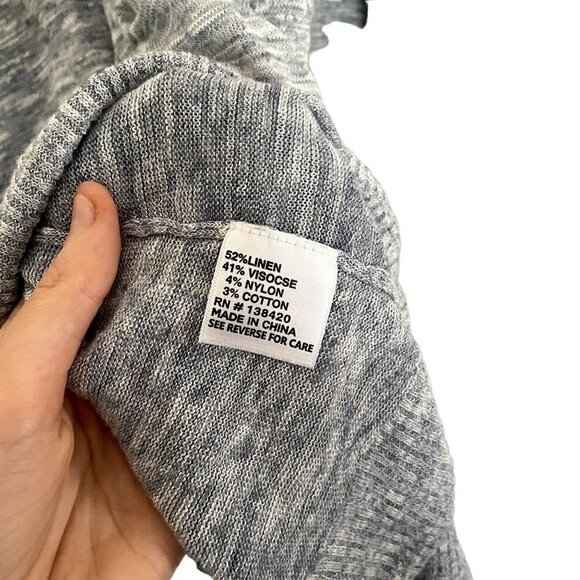 52%LINEN
41% VISOCSE
4% NYLON
3% COTTON
RN # 138420
MADE IN CHINA
SEE REVERSE FOR CARE